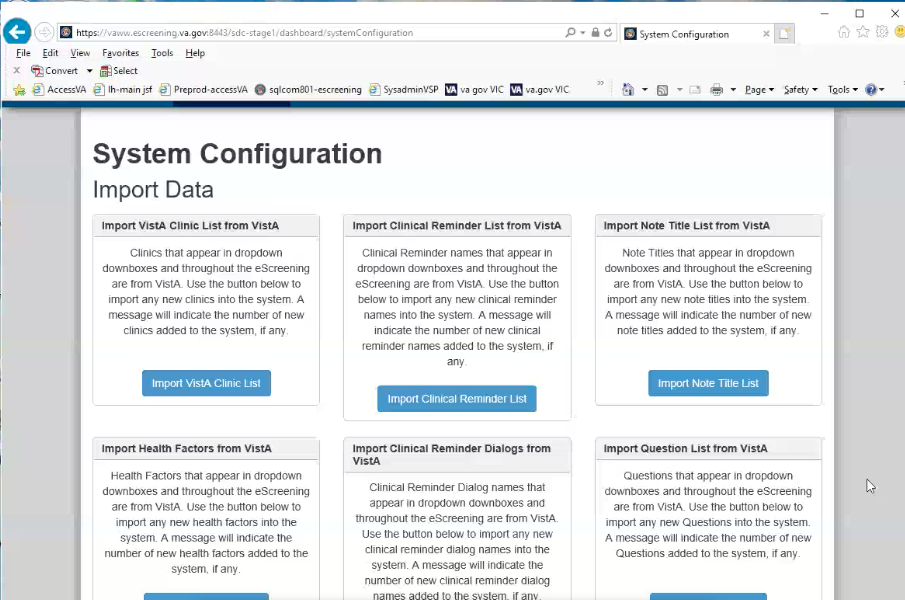 https://vaww.escreening.va.gov:8443/sdc-stage1/dashboard/systemConfiguration
System Configuration
File Edit View Favorites Tools Help
Convert Select
AccessVA lh-main jsf Preprod-accessVA sqlcom801-escreening SysadminVSP va gov VIC va.gov VIC Page Safety Tools
System Configuration
Import Data
Import VistA Clinic List from VistA
Clinics that appear in dropdown
downboxes and throughout the eScreening
are from VistA. Use the button below to
import any new clinics into the system. A
message will indicate the number of new
clinics added to the system, if any.
Import VistA Clinic List
Import Clinical Reminder List from VistA
Clinical Reminder names that appear in
dropdown downboxes and throughout the
eScreening are from VistA. Use the button
below to import any new clinical reminder
names into the system. A message will
indicate the number of new clinical
reminder names added to the system, if
any.
Import Clinical Reminder List
Import Note Title List from VistA
Note Titles that appear in dropdown
downboxes and throughout the eScreening
are from VistA. Use the button below to
import any new note titles into the system.
A message will indicate the number of new
note titles added to the system, if any.
Import Note Title List
Import Health Factors from VistA
Health Factors that appear in dropdown
downboxes and throughout the eScreening
are from VistA. Use the button below to
import any new health factors into the
system. A message will indicate the
number of new health factors added to the
system, if any.
Import Clinical Reminder Dialogs from
VistA
Clinical Reminder Dialog names that
appear in dropdown downboxes and
throughout the eScreening are from VistA.
Use the button below to import any new
clinical reminder dialog names into the
system. A message will indicate the
number of new clinical reminder dialog
names added to the system, if any.
Import Question List from VistA
Questions that appear in dropdown
downboxes and throughout the eScreening
are from VistA. Use the button below to
import any new Questions into the system.
A message will indicate the number of new
Questions added to the system, if any.